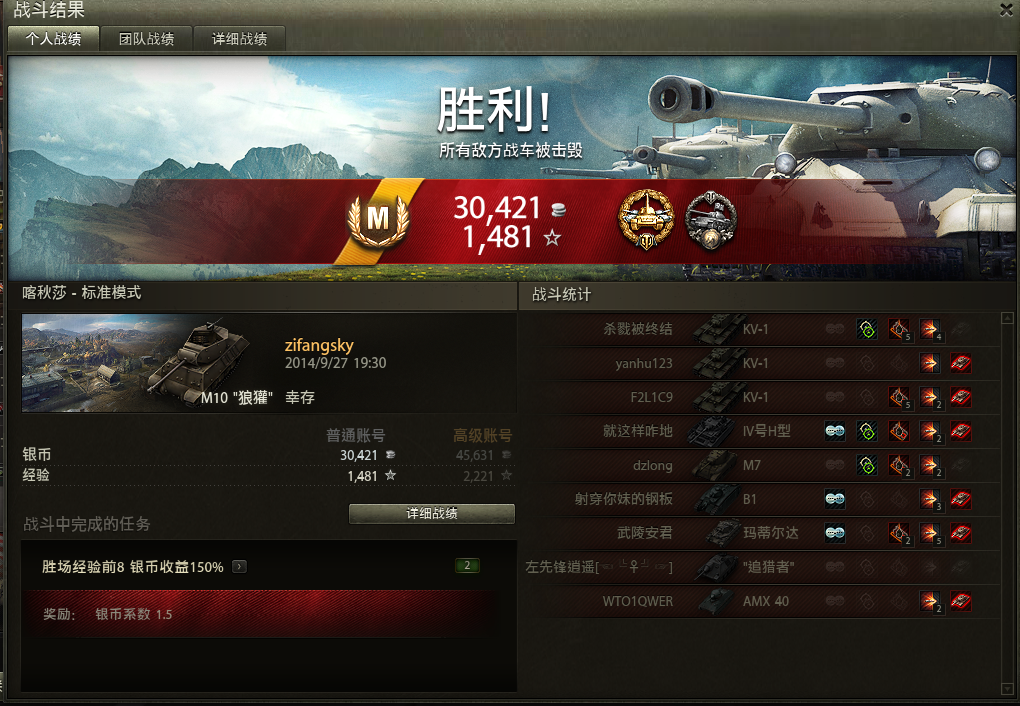 战斗结果
个人战绩 团队战绩 详细战绩
胜利!
所有敌方战车被击毁
M
30,421
1,481
喀秋莎 - 标准模式
zifangsky
2014/9/27 19:30
M10 "狼獾" 幸存
普通账号 高级账号
银币 30,421 45,631
经验 1,481 2,221
详细战绩
战斗中完成的任务
胜场经验前8 银币收益150% 2
奖励： 银币系数 1.5
战斗统计
杀戮被终结 KV-1 5 4
yanhu123 KV-1
F2L1C9 KV-1 5 2
就这样咋地 IV号H型 2
dzlong M7 2 2
射穿你妹的钢板 B1 3
武陵安君 玛蒂尔达 2 5
左先锋逍遥[ ] "追猎者"
WTO1QWER AMX 40 2